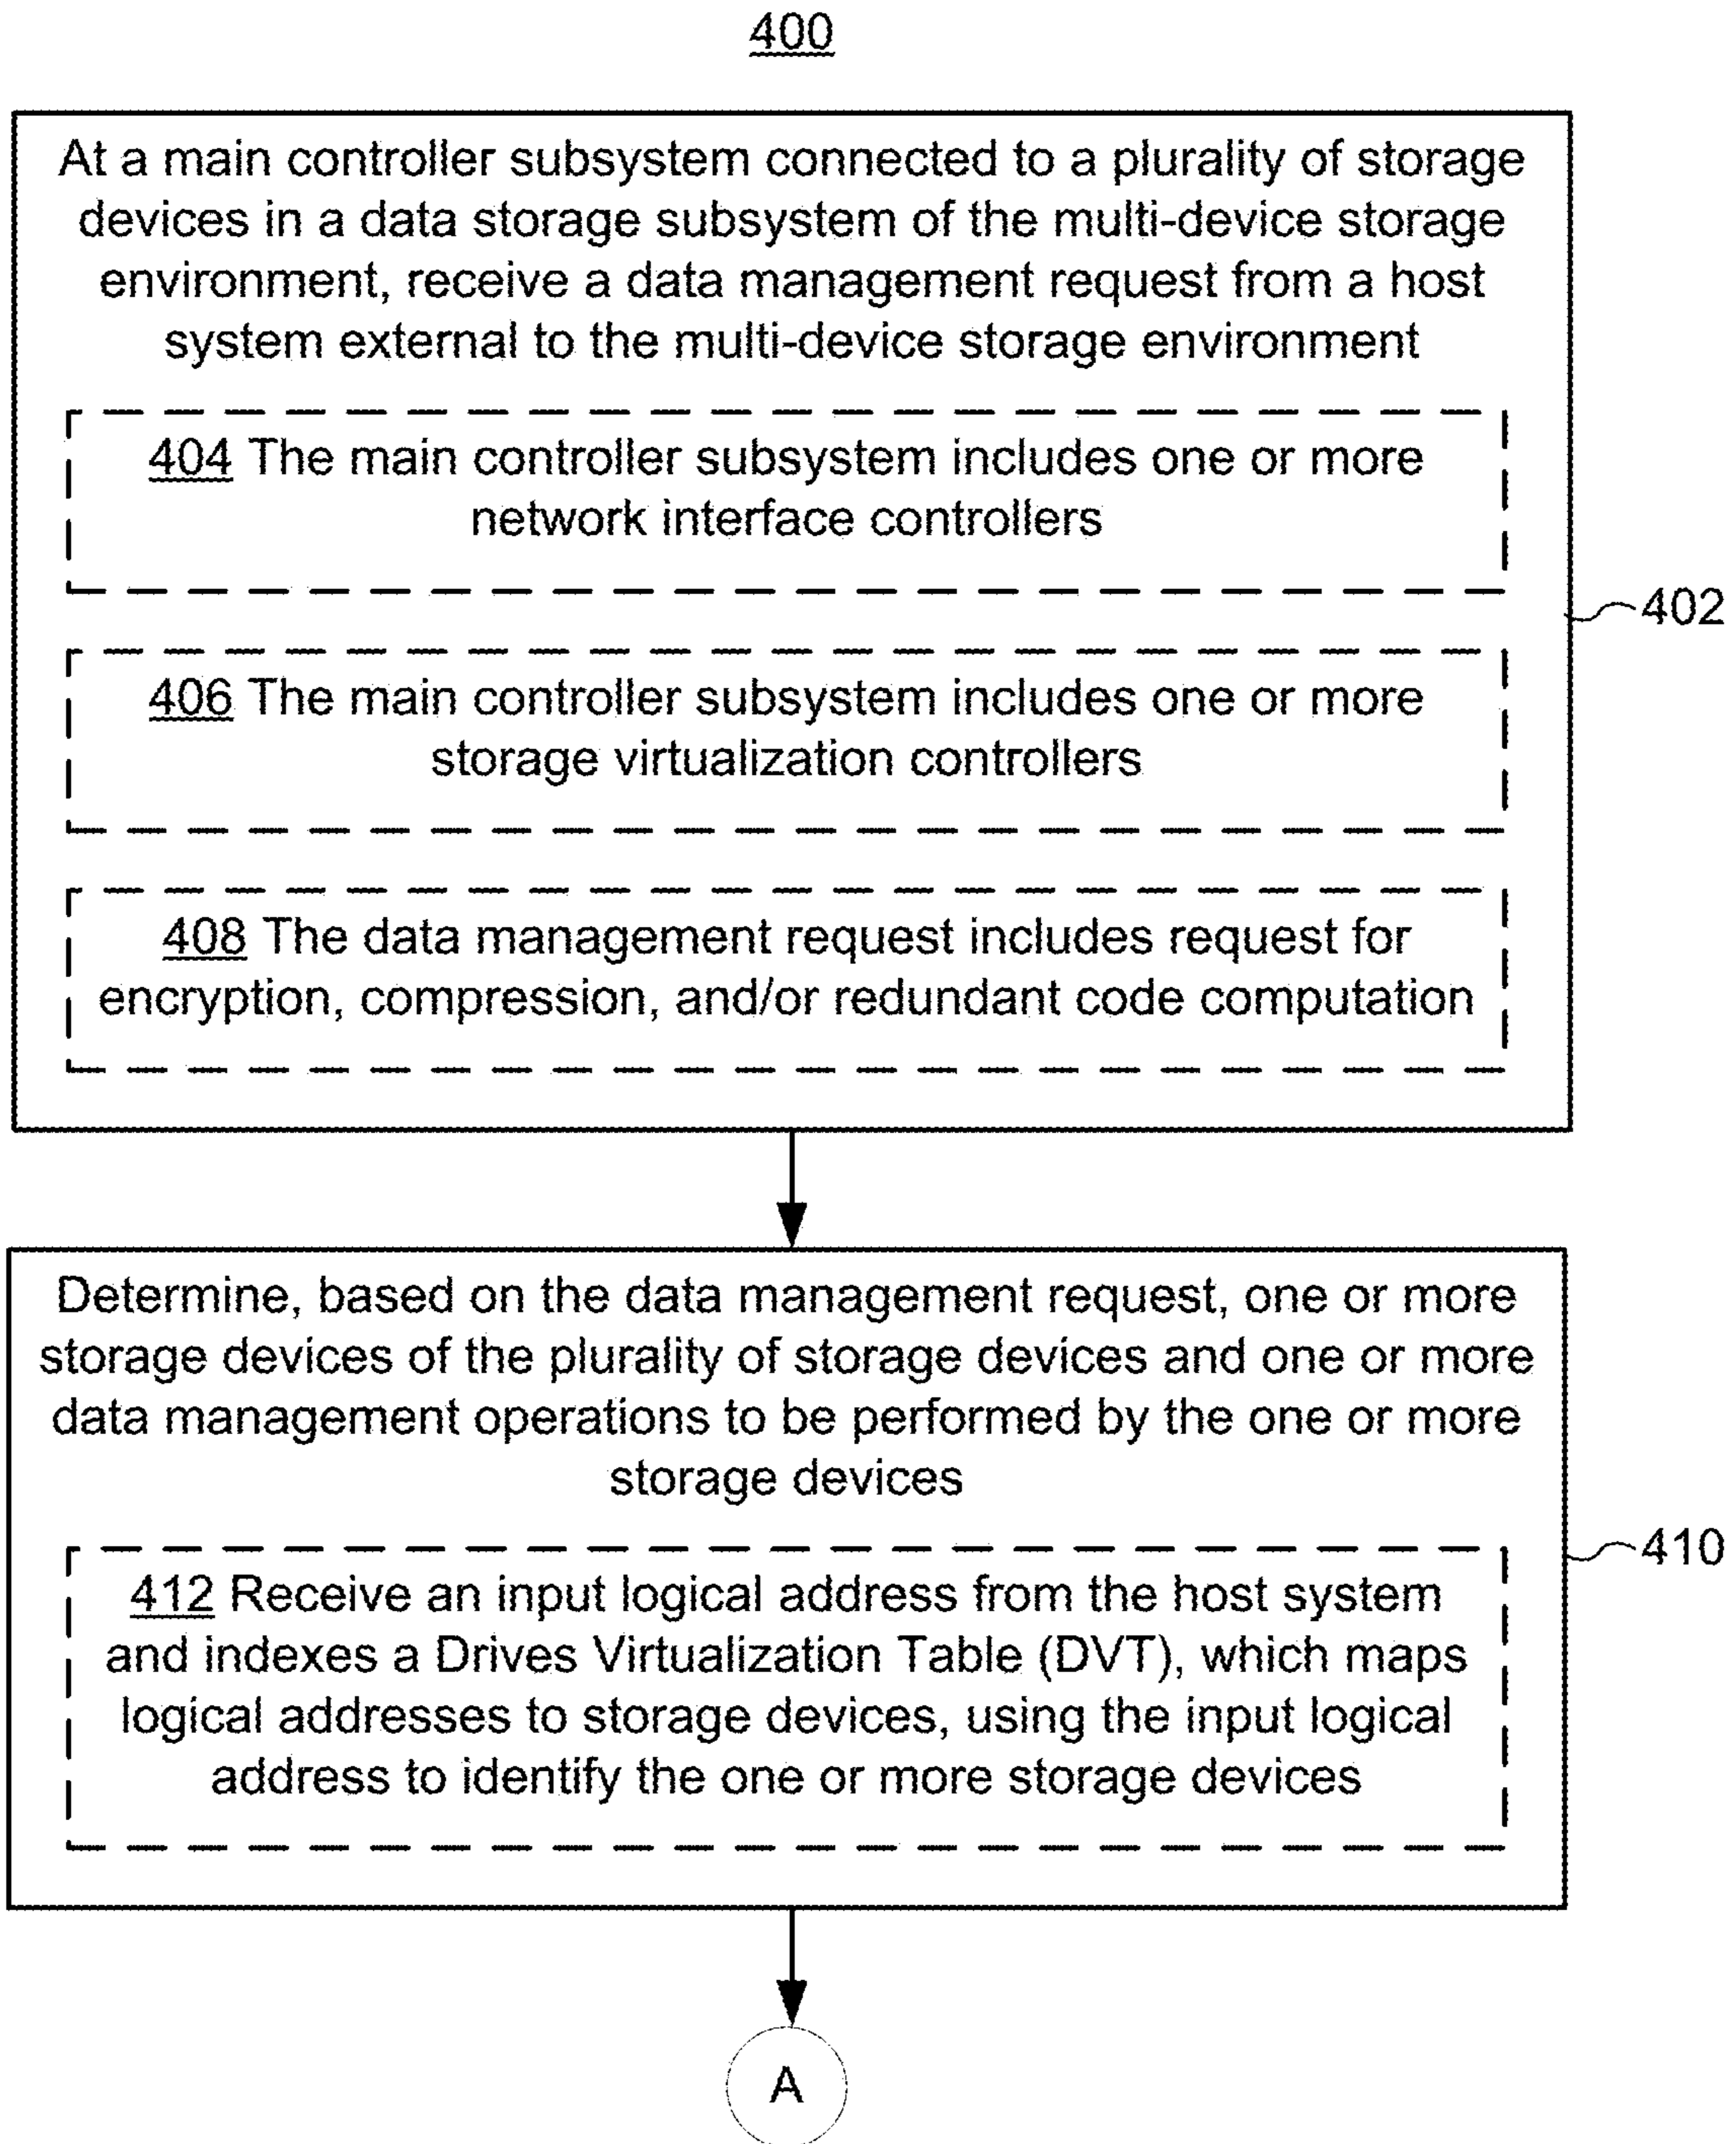 400
At a main controller subsystem connected to a plurality of storage
devices in a data storage subsystem of the multi-device storage
environment, receive a data management request from a host
system external to the multi-device storage environment
404 The main controller subsystem includes one or more
network interface controllers
402
406 The main controller subsystem includes one or more
storage virtualization controllers
408 The data management request includes request for
encryption, compression, and/or redundant code computation
Determine, based on the data management request, one or more
storage devices of the plurality of storage devices and one or more
data management operations to be performed by the one or more
storage devices
410
412 Receive an input logical address from the host system
and indexes a Drives Virtualization Table (DVT), which maps
logical addresses to storage devices, using the input logical
address to identify the one or more storage devices
A